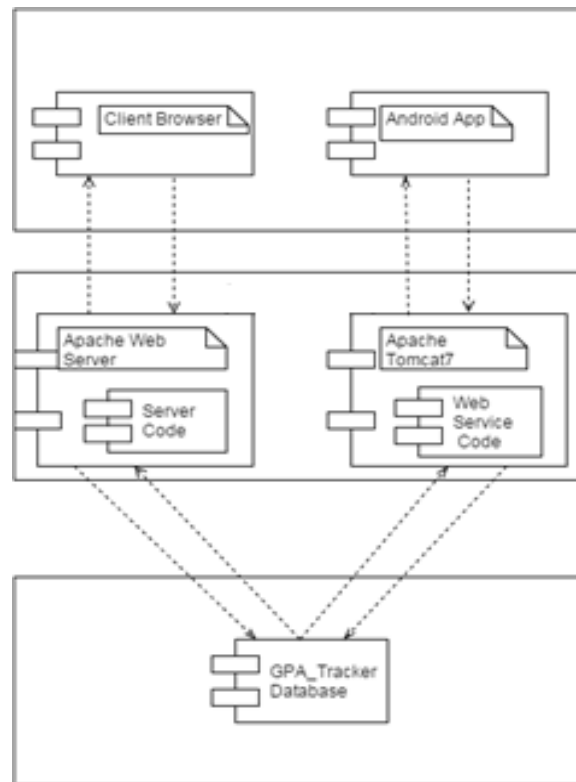 Client Browser
Android App
Apache Web
Server
Server
Code
Apache
Tomcat7
Web
Service
Code
GPA_Tracker
Database